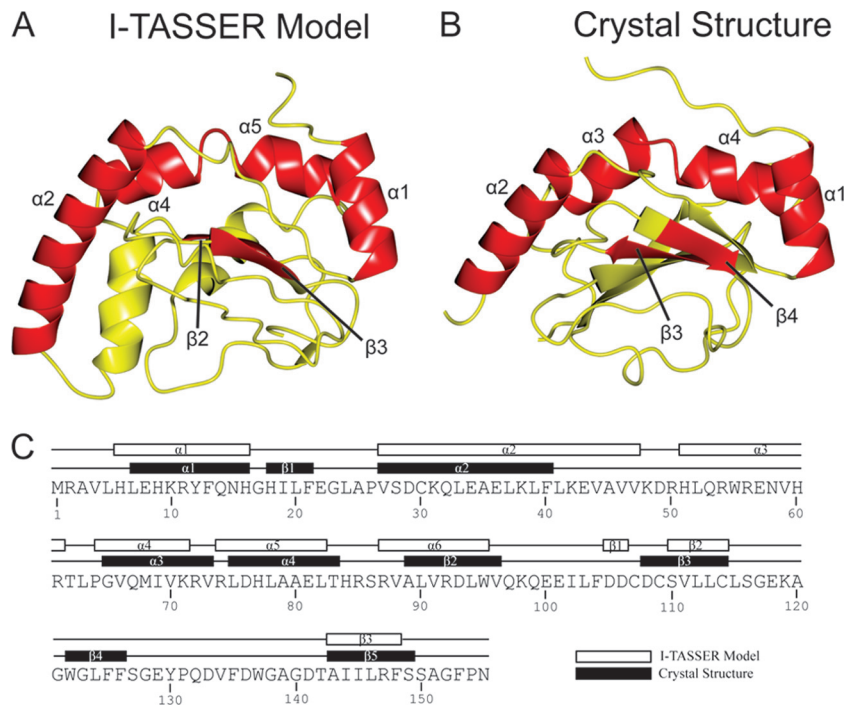 A I-TASSER Model B Crystal Structure
α5 α3 α4
α2 α4 α1 α2 α1
β2 β3 β3 β4
C
α1 α2 α3
α1 β1 α2
MRAVLHLEHKRYFQNHGHILFEGLAPVSDCKQLEAELKLFLKEVAVVKDRHLQRWRENVH
1 10 20 30 40 50 60
α4 α5 α6 β1 β2
α3 α4 β2 β3
RTLPGVQMIVKRVRLDHLAAELTHRSRVALVRDLWVQKQEEILFDDCDCSVLLCLSGEKA
70 80 90 100 110 120
β3
β4 β5
GWGLFFSGEYPQDVFDWGAGDTAIILRFSSAGFPN
130 140 150
I-TASSER Model
Crystal Structure